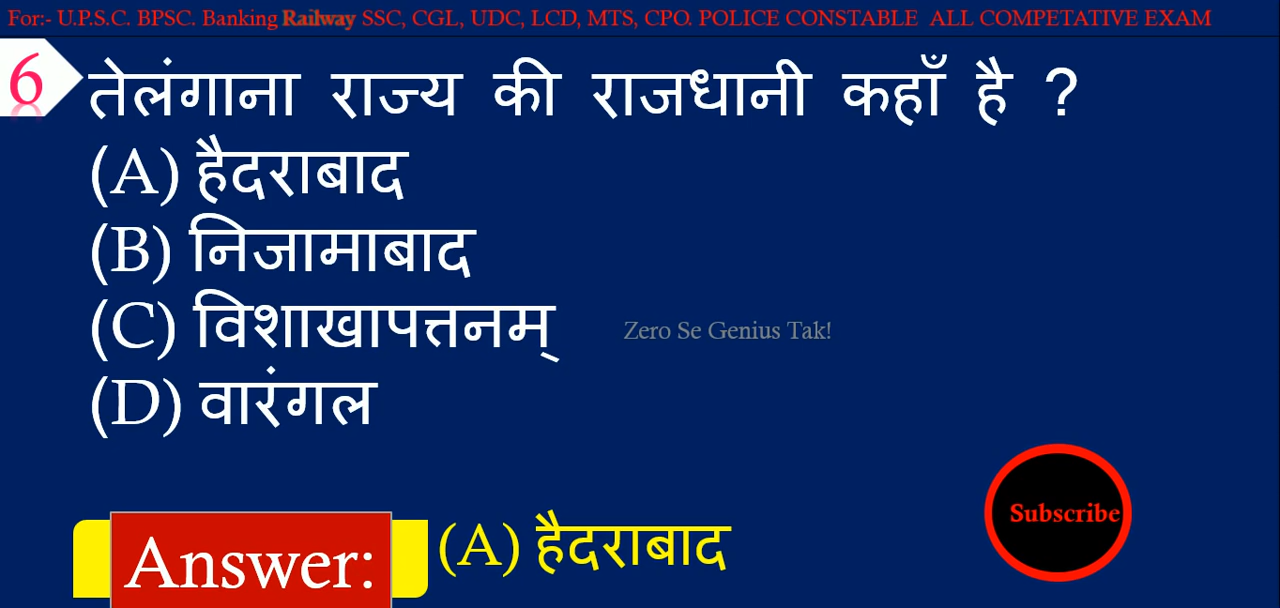 For:- U.P.S.C. BPSC. Banking Railway SSC, CGL, UDC, LCD, MTS, CPO. POLICE CONSTABLE ALL COMPETATIVE EXAM
6 तेलंगाना राज्य की राजधानी कहाँ है ?
(A) हैदराबाद
(B) निजामाबाद
(C) विशाखापत्तनम्
Zero Se Genius Tak!
(D) वारंगल
Subscribe
Answer: (A) हैदराबाद